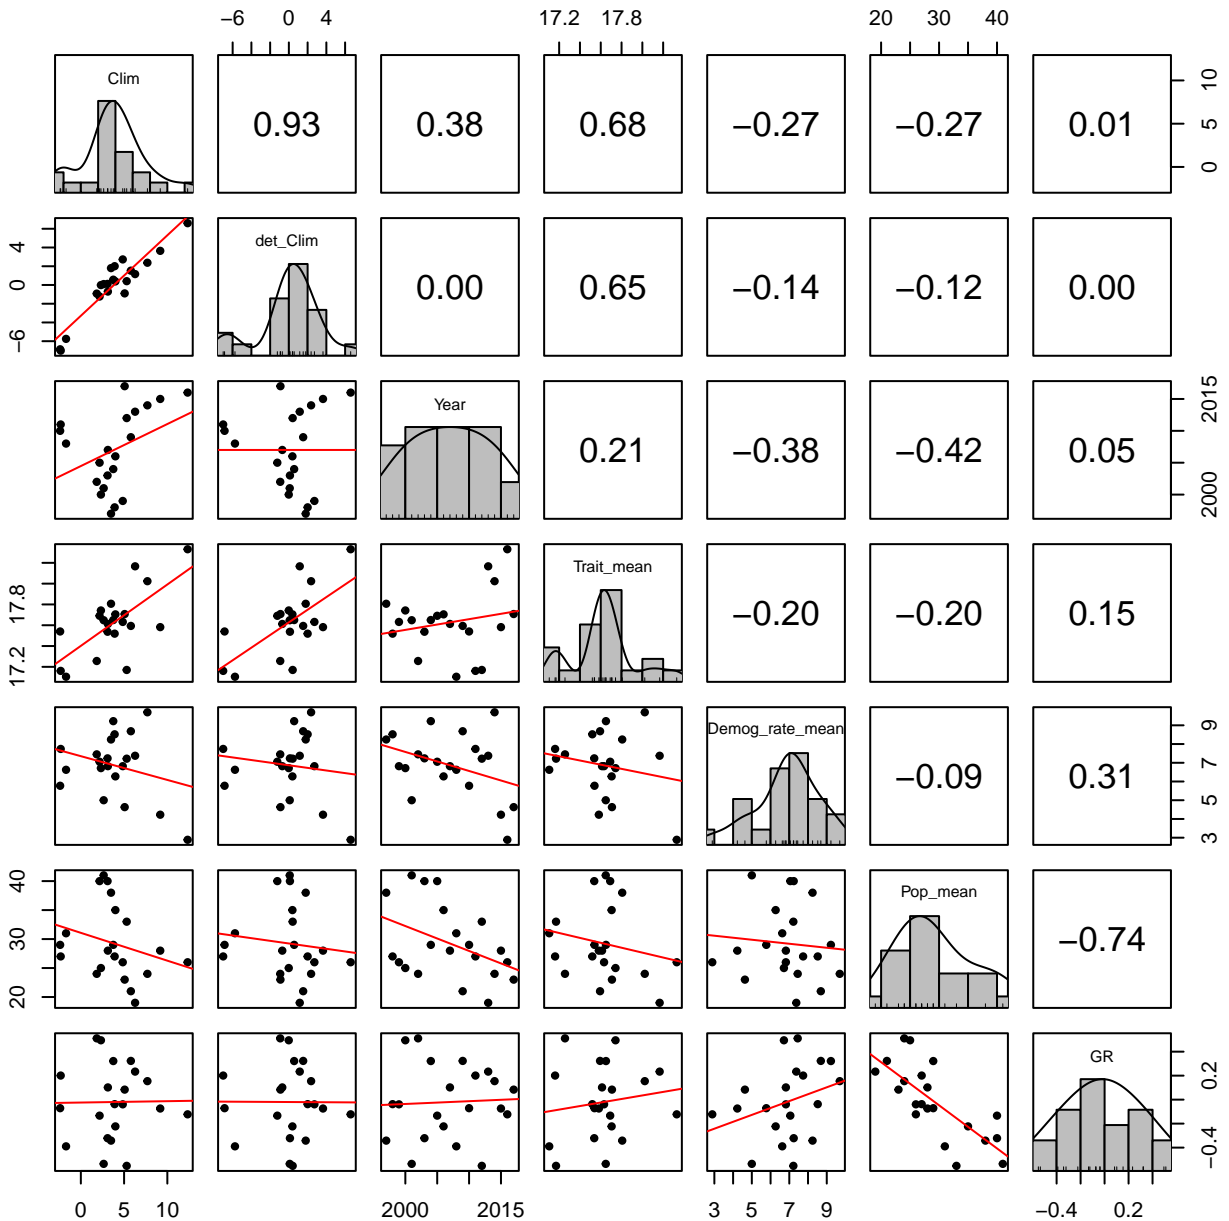 −6 0 4 17.2 17.8 20 30 40
Clim 0.93 0.38 0.68 −0.27 −0.27 0.01 0 5 10
−6 0 4 det_Clim 0.00 0.65 −0.14 −0.12 0.00
Year 0.21 −0.38 −0.42 0.05 2000 2015
17.2 17.8 Trait_mean −0.20 −0.20 0.15
Demog_rate_mean −0.09 0.31 3 5 7 9
20 30 40 Pop_mean −0.74
GR −0.4 0.2
0 5 10 2000 2015 3 5 7 9 −0.4 0.2